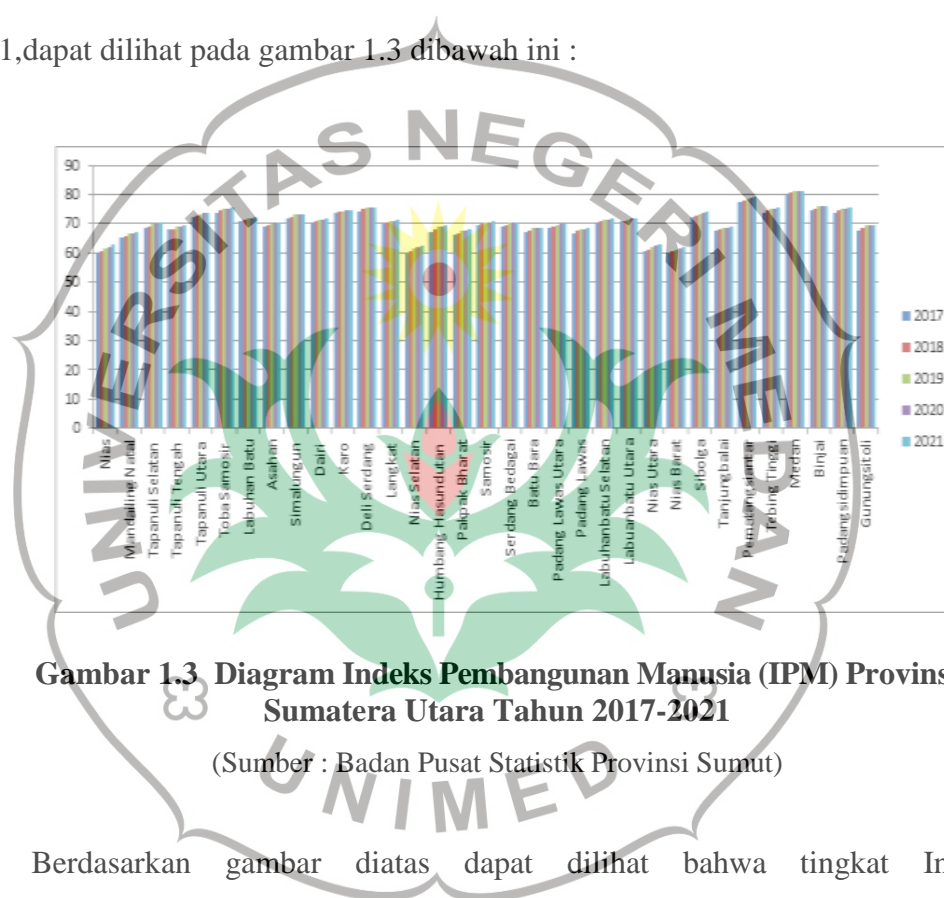 1,dapat dilihat pada gambar 1.3 dibawah ini :
UNIVERSITAS NEGERI MEDAN
90
80
70
60
50
40
30
20
10
0
Nias
Mandailing Natal
Tapanuli Selatan
Tapanuli Tengah
Tapanuli Utara
Toba Samosir
Labuhan Batu
Asahan
Simalungun
Dairi
Karo
Deli Serdang
Langkat
Nias Selatan
Humbang Hasundutan
Pakpak Bharat
Samosir
Serdang Bedagai
Batu Bara
Padang Lawas Utara
Padang Lawas
Labuhanbatu Selatan
Labuanbatu Utara
Nias Utara
Nias Barat
Sibolga
Tanjungbalai
Pematangsiantar
Tebing Tinggi
Medan
Binjai
Padangsidimpuan
Gunungsitoli
2017
2018
2019
2020
2021
Gambar 1.3 Diagram Indeks Pembangunan Manusia (IPM) Provins
Sumatera Utara Tahun 2017-2021
(Sumber : Badan Pusat Statistik Provinsi Sumut)
UNIMED
Berdasarkan gambar diatas dapat dilihat bahwa tingkat In